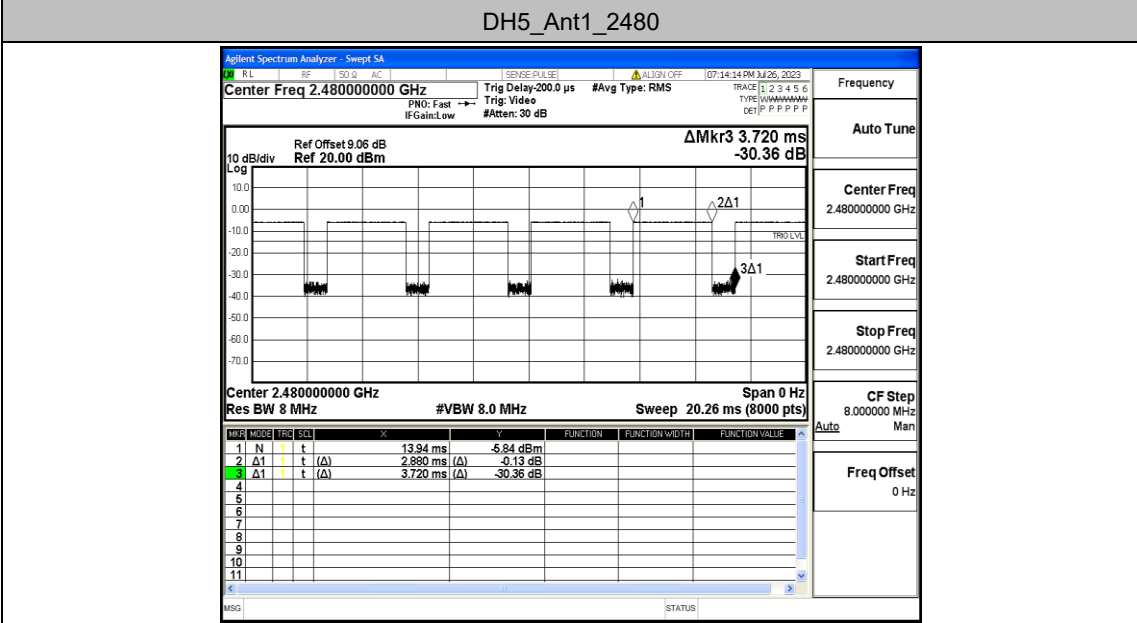 DH5_Ant1_2480
Agilent Spectrum Analyzer - Swept SA
RL RF 50 Ω AC SENSE:PULSE ALIGN OFF 07:14:14 PM Jul 26, 2023
Center Freq 2.480000000 GHz
PNO: Fast
IFGain:Low
Trig Delay-200.0 µs
Trig: Video
#Atten: 30 dB
#Avg Type: RMS
TRACE 1 2 3 4 5 6
TYPE WWWWWW
DET P P P P P P
Frequency
ΔMkr3 3.720 ms
-30.36 dB
Ref Offset 9.06 dB
10 dB/div Ref 20.00 dBm
Log
10.0
0.00
-10.0
-20.0
-30.0
-40.0
-50.0
-60.0
-70.0
1
2Δ1
TRIG LVL
3Δ1
Center 2.480000000 GHz Span 0 Hz
Res BW 8 MHz #VBW 8.0 MHz Sweep 20.26 ms (8000 pts)
MKR MODE TRC SCL X Y FUNCTION FUNCTION WIDTH FUNCTION VALUE
1 N 1 t 13.94 ms -5.84 dBm
2 Δ1 1 t (Δ) 2.880 ms (Δ) -0.13 dB
3 Δ1 1 t (Δ) 3.720 ms (Δ) -30.36 dB
4
5
6
7
8
9
10
11
MSG STATUS
Auto Tune
Center Freq
2.480000000 GHz
Start Freq
2.480000000 GHz
Stop Freq
2.480000000 GHz
CF Step
8.000000 MHz
Auto Man
Freq Offset
0 Hz